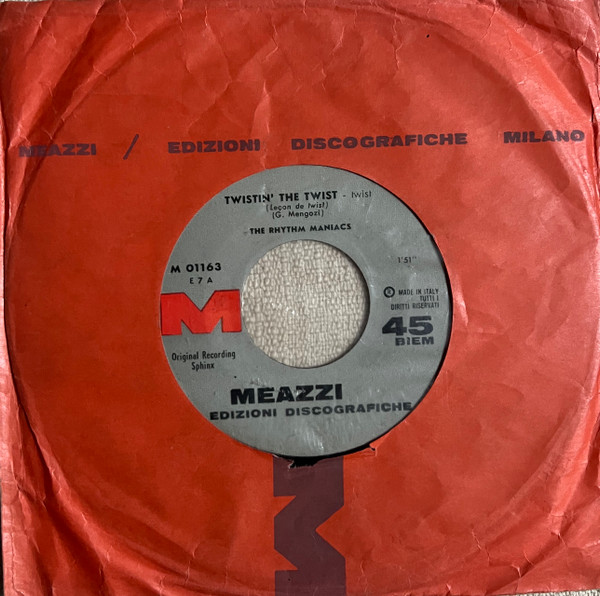 MEAZZI / EDIZIONI DISCOGRAFICHE MILANO
TWISTIN' THE TWIST - twist
(Leçon de twist)
(G. Mengozi)
THE RHYTHM MANIACS
M 01163
E 7 A
1'51"
M
MADE IN ITALY
TUTTI I
DIRITTI RISERVATI
45
BIEM
Original Recording
Sphinx
MEAZZI
EDIZIONI DISCOGRAFICHE
M